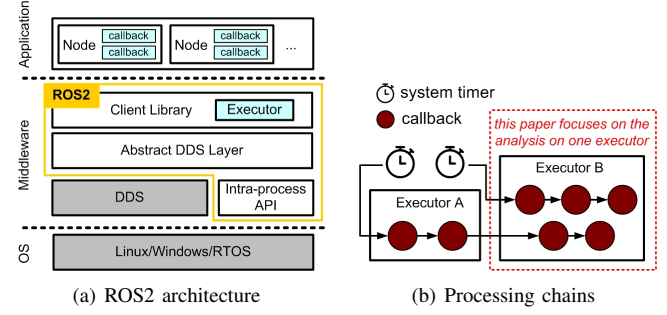 Application
Node
callback
callback
Node
callback
callback
...
Middleware
ROS2
Client Library
Executor
Abstract DDS Layer
DDS
Intra-process
API
OS
Linux/Windows/RTOS
(a) ROS2 architecture
system timer
callback
this paper focuses on the
analysis on one executor
Executor A
Executor B
(b) Processing chains